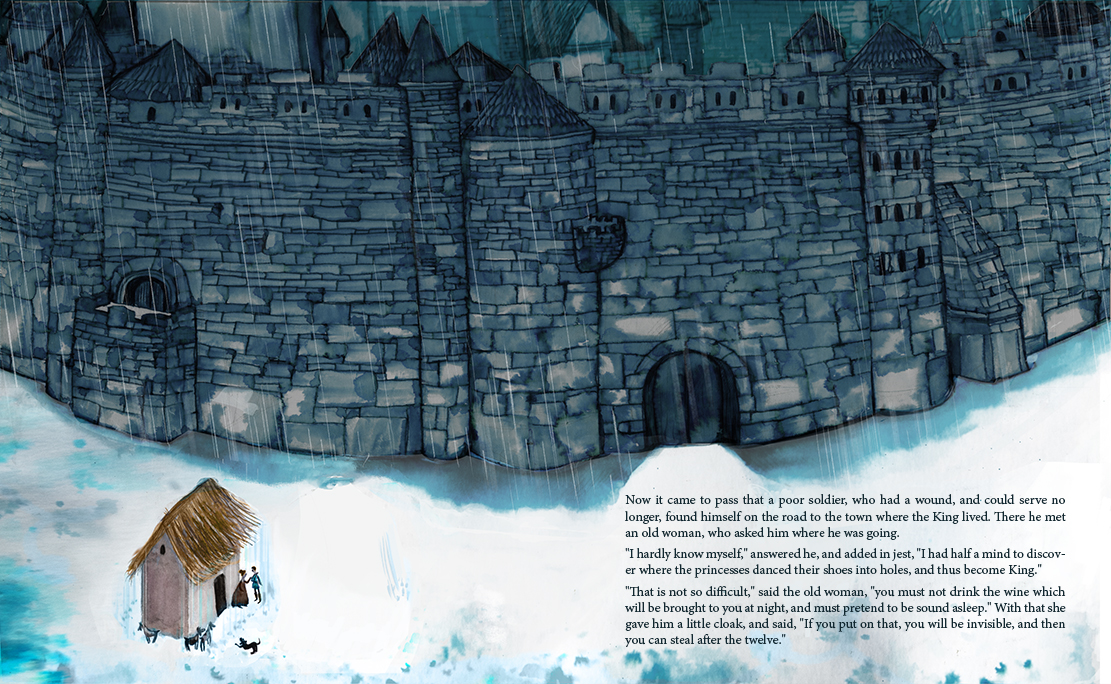 Now it came to pass that a poor soldier, who had a wound, and could serve no
longer, found himself on the road to the town where the King lived. There he met
an old woman, who asked him where he was going.
"I hardly know myself," answered he, and added in jest, "I had half a mind to discov-
er where the princesses danced their shoes into holes, and thus become King."
"That is not so difficult," said the old woman, "you must not drink the wine which
will be brought to you at night, and must pretend to be sound asleep." With that she
gave him a little cloak, and said, "If you put on that, you will be invisible, and then
you can steal after the twelve."